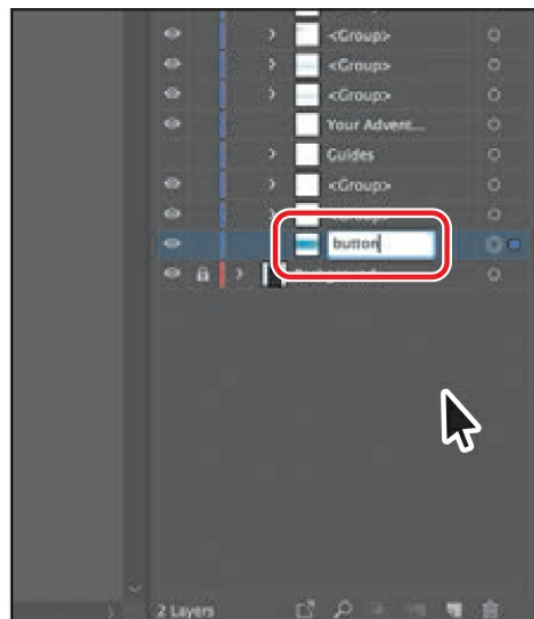 <Group>
<Group>
<Group>
Your Advent...
Guides
<Group>
button
2 Layers